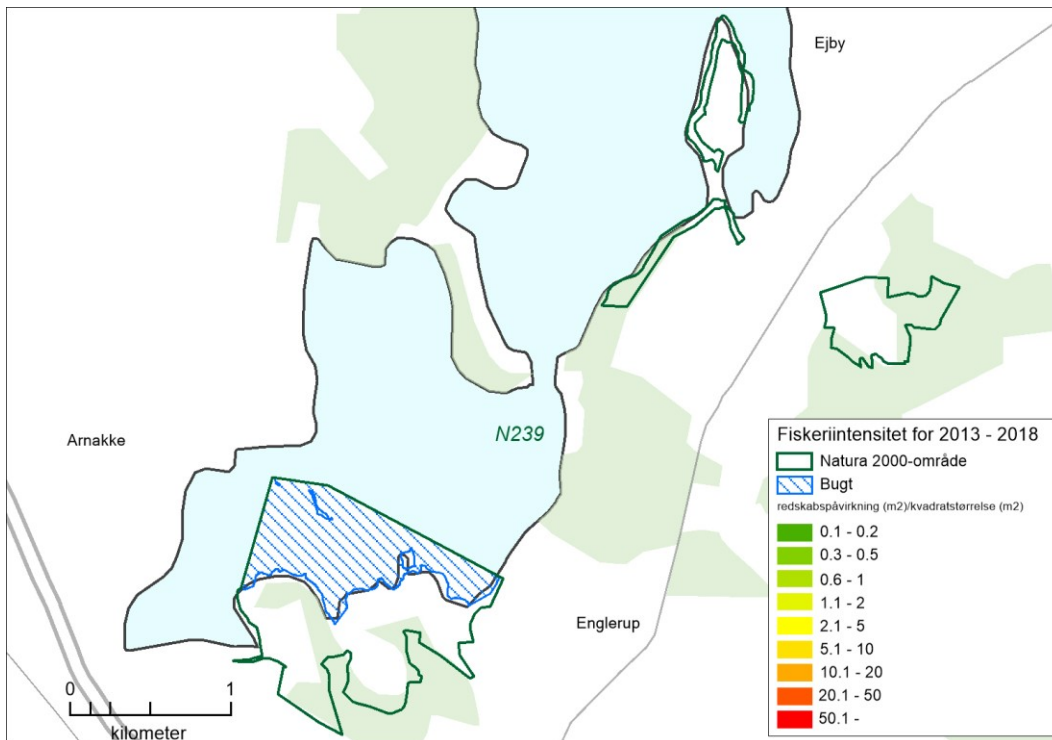 Ejby
Arnakke
N239
Englerup
0 1
kilometer
Fiskeriintensitet for 2013 - 2018
Natura 2000-område
Bugt
redskabspåvirkning (m2)/kvadratstørrelse (m2)
0.1 - 0.2
0.3 - 0.5
0.6 - 1
1.1 - 2
2.1 - 5
5.1 - 10
10.1 - 20
20.1 - 50
50.1 -